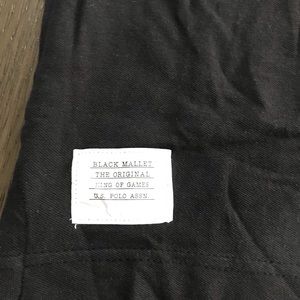 BLACK MALLET
THE ORIGINAL
KING OF GAMES
U.S. POLO ASSN.